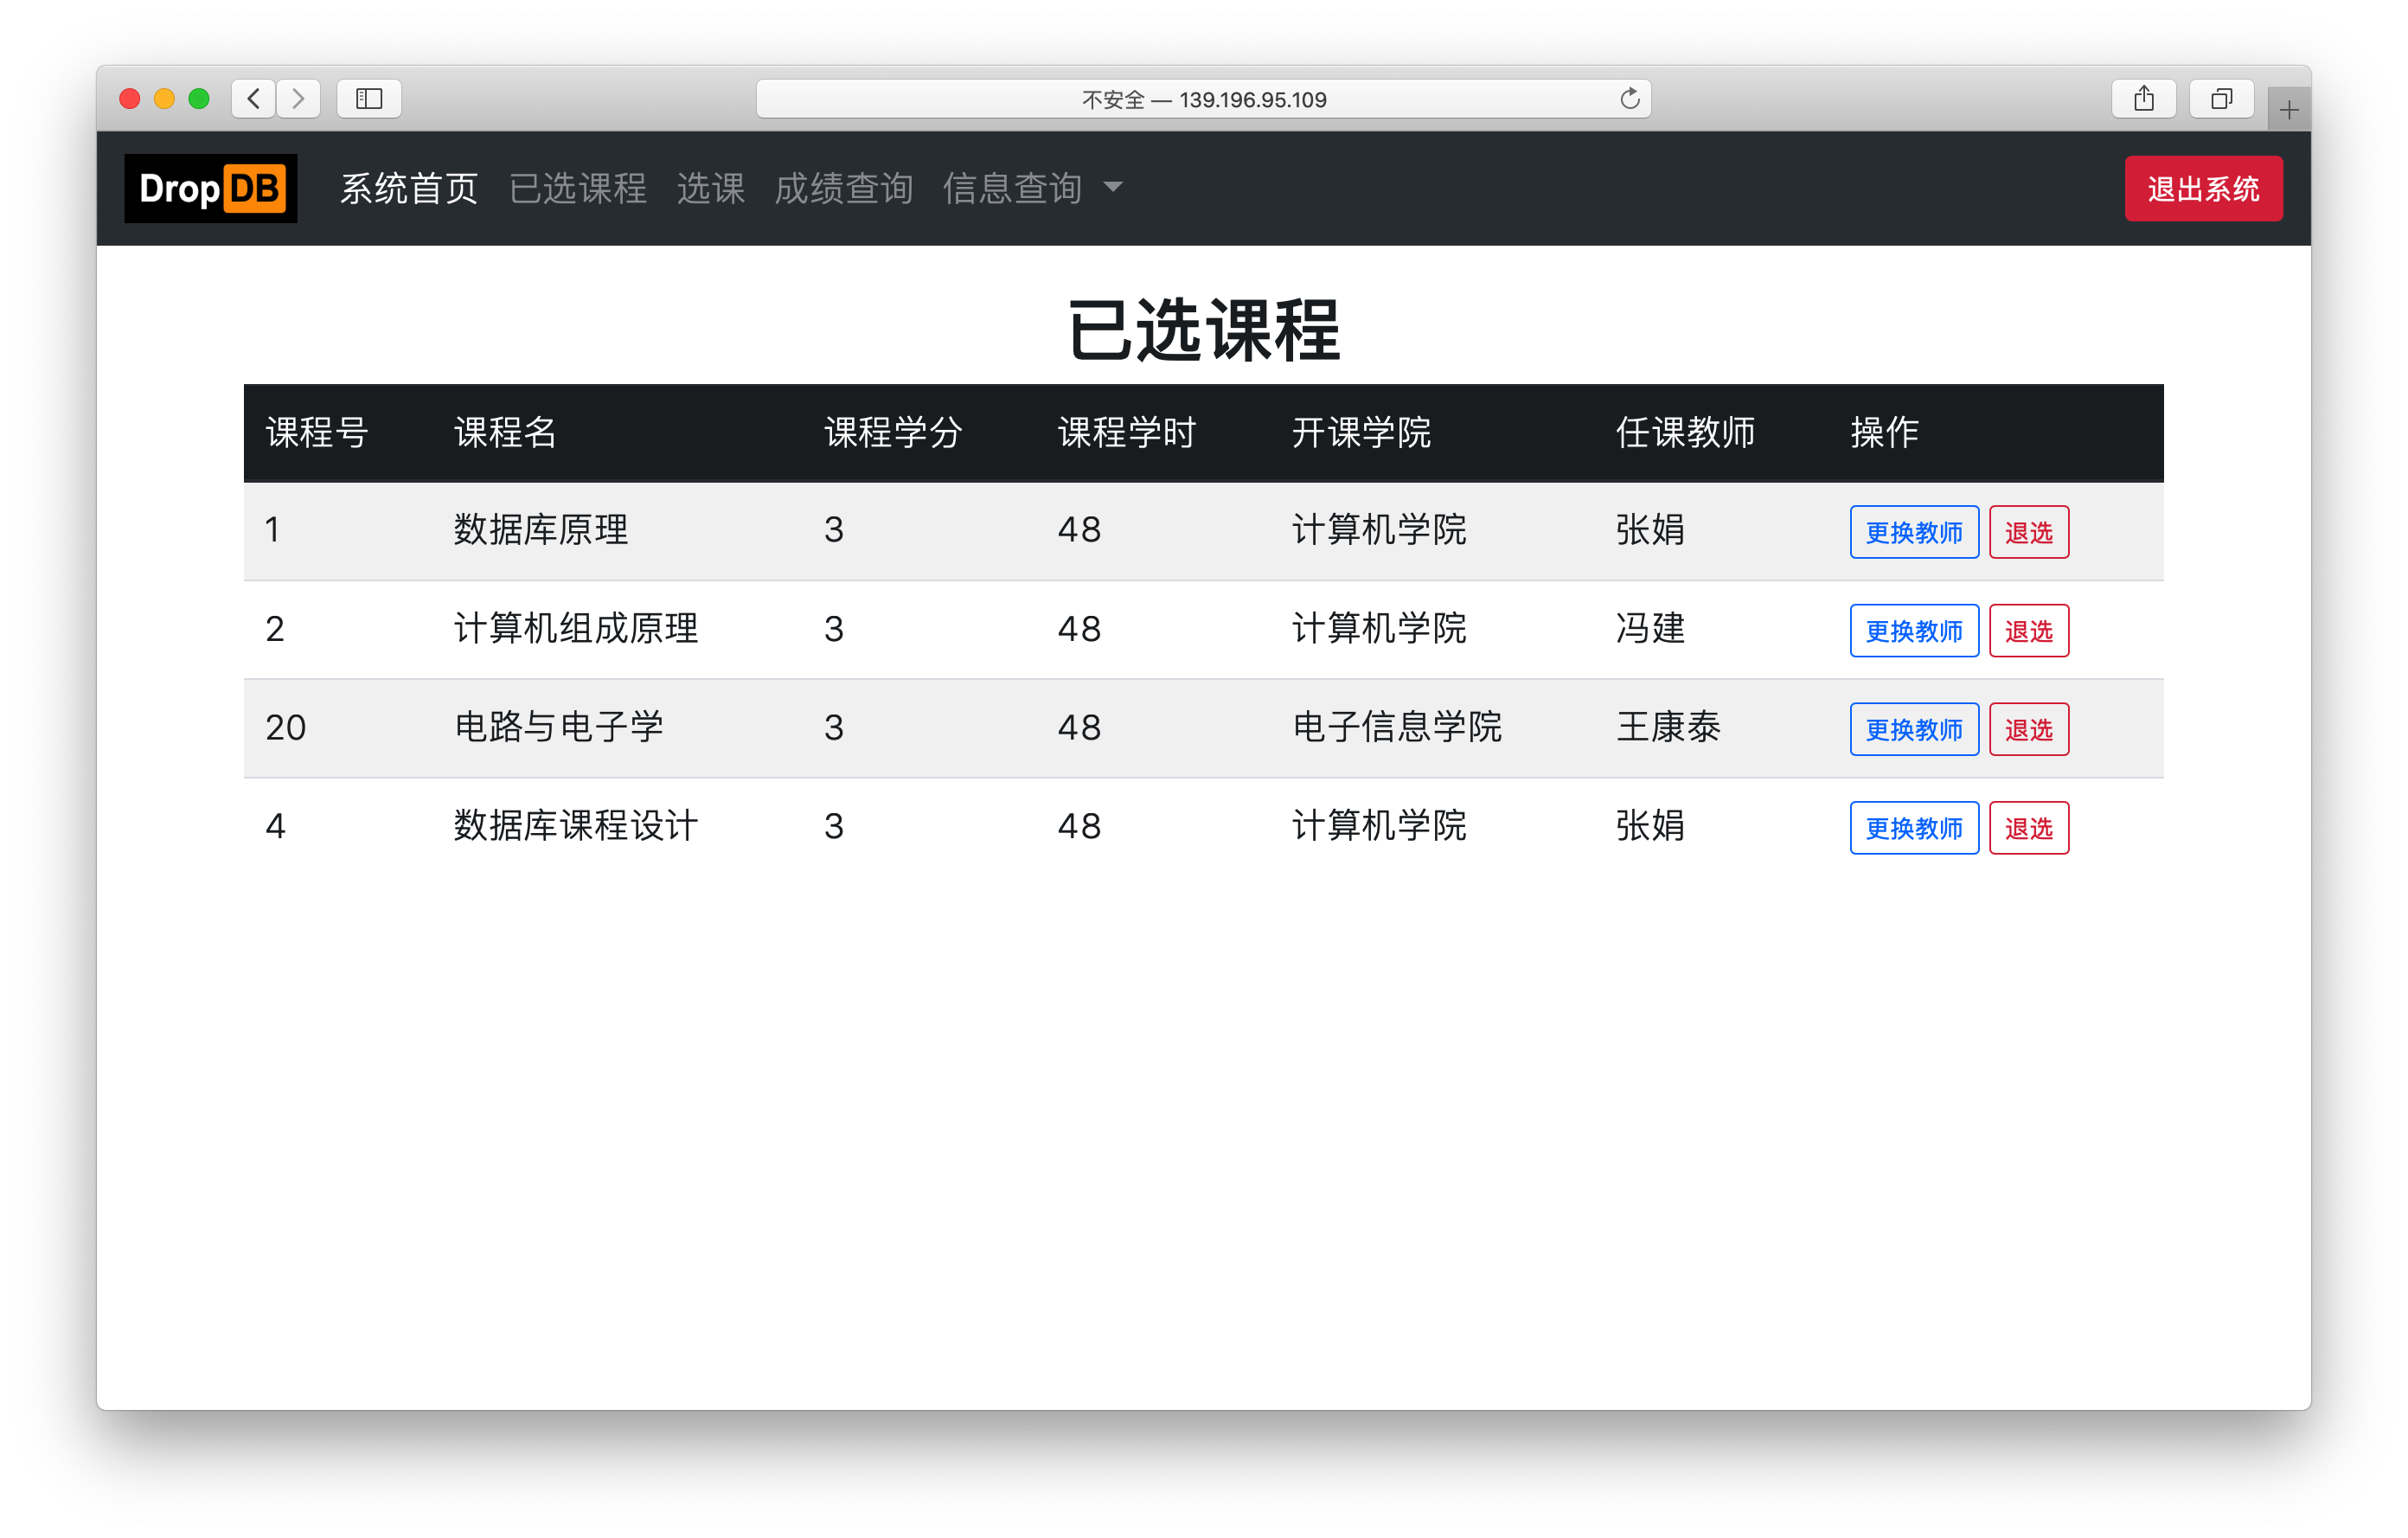 不安全 — 139.196.95.109
DropDB 系统首页 已选课程 选课 成绩查询 信息查询 退出系统
已选课程
课程号 课程名 课程学分 课程学时 开课学院 任课教师 操作
1 数据库原理 3 48 计算机学院 张娟 更换教师 退选
2 计算机组成原理 3 48 计算机学院 冯建 更换教师 退选
20 电路与电子学 3 48 电子信息学院 王康泰 更换教师 退选
4 数据库课程设计 3 48 计算机学院 张娟 更换教师 退选